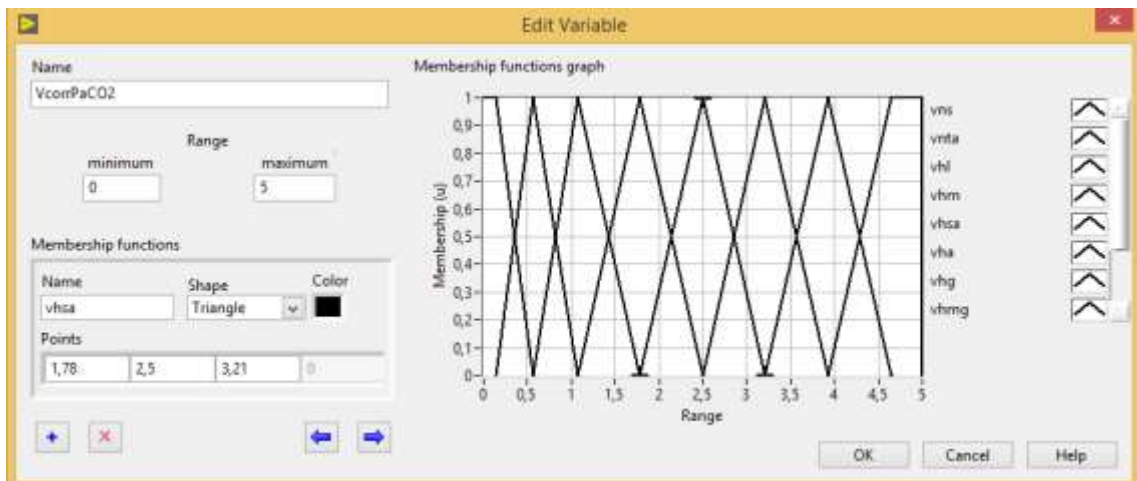 Edit Variable
Name
VcorrPaCO2
Range
minimum maximum
0 5
Membership functions
Name Shape Color
vhsa Triangle
Points
1,78 2,5 3,21 0
Membership functions graph
Membership (u)
1
0,9
0,8
0,7
0,6
0,5
0,4
0,3
0,2
0,1
0
0 0,5 1 1,5 2 2,5 3 3,5 4 4,5 5
Range
vns
vnta
vhl
vhm
vhsa
vha
vhg
vhmg
OK Cancel Help